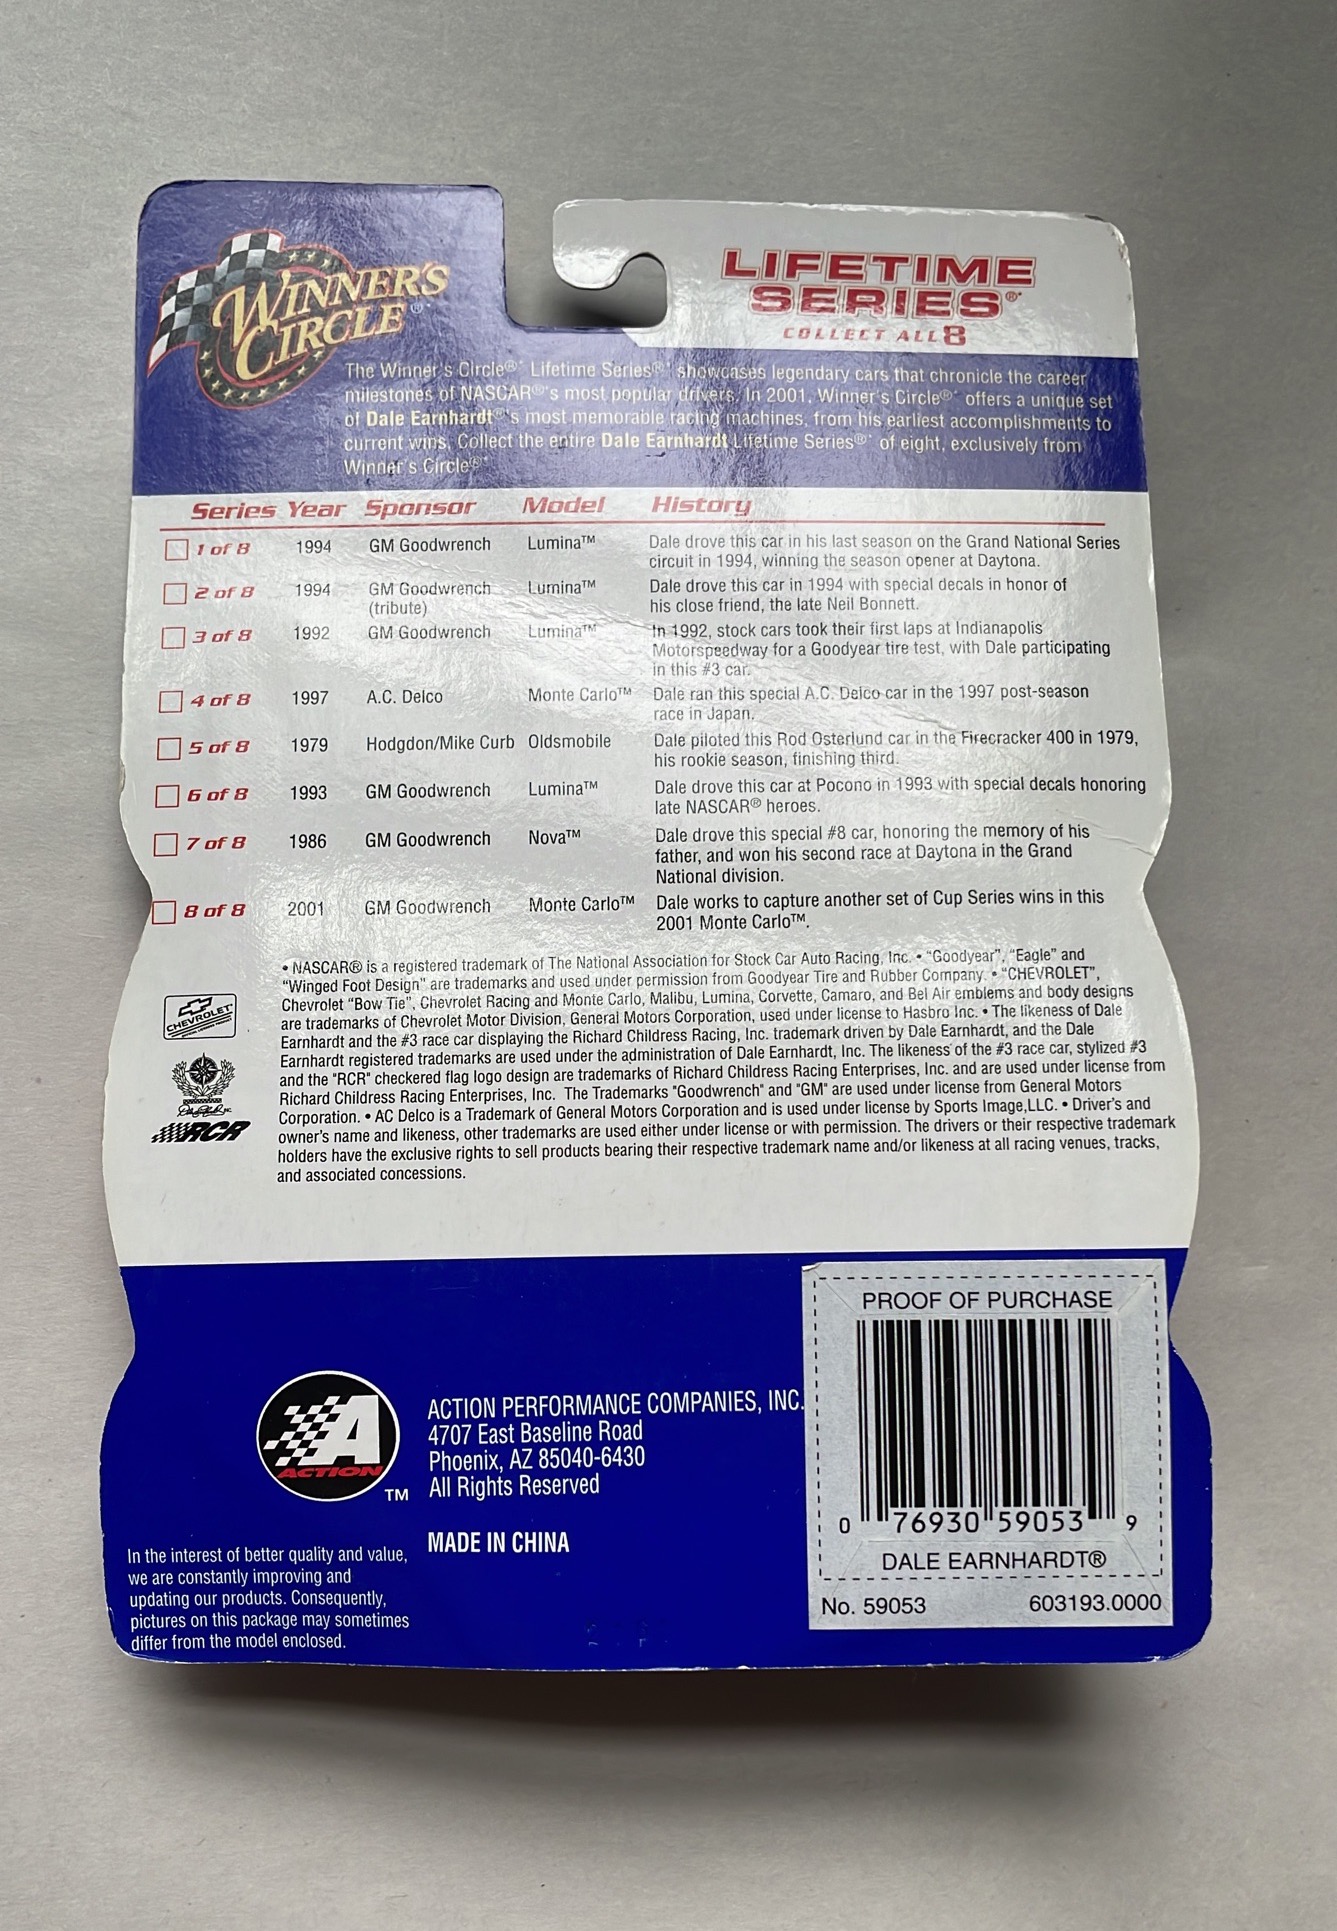 WINNER'S
CIRCLE®
LIFETIME
SERIES®*
COLLECT ALL 8
The Winner's Circle®* Lifetime Series®* showcases legendary cars that chronicle the career
milestones of NASCAR®'s most popular drivers. In 2001, Winner's Circle®* offers a unique set
of Dale Earnhardt®'s most memorable racing machines, from his earliest accomplishments to
current wins. Collect the entire Dale Earnhardt Lifetime Series®* of eight, exclusively from
Winner's Circle®*
Series Year Sponsor Model History
1 of 8 1994 GM Goodwrench Lumina™ Dale drove this car in his last season on the Grand National Series
circuit in 1994, winning the season opener at Daytona.
2 of 8 1994 GM Goodwrench Lumina™ Dale drove this car in 1994 with special decals in honor of
(tribute) his close friend, the late Neil Bonnett.
3 of 8 1992 GM Goodwrench Lumina™ In 1992, stock cars took their first laps at Indianapolis
Motorspeedway for a Goodyear tire test, with Dale participating
in this #3 car.
4 of 8 1997 A.C. Delco Monte Carlo™ Dale ran this special A.C. Delco car in the 1997 post-season
race in Japan.
5 of 8 1979 Hodgdon/Mike Curb Oldsmobile Dale piloted this Rod Osterlund car in the Firecracker 400 in 1979,
his rookie season, finishing third.
6 of 8 1993 GM Goodwrench Lumina™ Dale drove this car at Pocono in 1993 with special decals honoring
late NASCAR® heroes.
7 of 8 1986 GM Goodwrench Nova™ Dale drove this special #8 car, honoring the memory of his
father, and won his second race at Daytona in the Grand
National division.
8 of 8 2001 GM Goodwrench Monte Carlo™ Dale works to capture another set of Cup Series wins in this
2001 Monte Carlo™.
• NASCAR® is a registered trademark of The National Association for Stock Car Auto Racing, Inc. • "Goodyear", "Eagle" and
"Winged Foot Design" are trademarks and used under permission from Goodyear Tire and Rubber Company. • "CHEVROLET",
Chevrolet "Bow Tie", Chevrolet Racing and Monte Carlo, Malibu, Lumina, Corvette, Camaro, and Bel Air emblems and body designs
are trademarks of Chevrolet Motor Division, General Motors Corporation, used under license to Hasbro Inc. • The likeness of Dale
Earnhardt and the #3 race car displaying the Richard Childress Racing, Inc. trademark driven by Dale Earnhardt, and the Dale
Earnhardt registered trademarks are used under the administration of Dale Earnhardt, Inc. The likeness of the #3 race car, stylized #3
and the "RCR" checkered flag logo design are trademarks of Richard Childress Racing Enterprises, Inc. and are used under license from
Richard Childress Racing Enterprises, Inc. The Trademarks "Goodwrench" and "GM" are used under license from General Motors
Corporation. • AC Delco is a Trademark of General Motors Corporation and is used under license by Sports Image,LLC. • Driver's and
owner's name and likeness, other trademarks are used either under license or with permission. The drivers or their respective trademark
holders have the exclusive rights to sell products bearing their respective trademark name and/or likeness at all racing venues, tracks,
and associated concessions.
CHEVROLET
RCR
A
ACTION
TM
ACTION PERFORMANCE COMPANIES, INC.
4707 East Baseline Road
Phoenix, AZ 85040-6430
All Rights Reserved
MADE IN CHINA
In the interest of better quality and value,
we are constantly improving and
updating our products. Consequently,
pictures on this package may sometimes
differ from the model enclosed.
PROOF OF PURCHASE
0 76930 59053 9
DALE EARNHARDT®
No. 59053 603193.0000